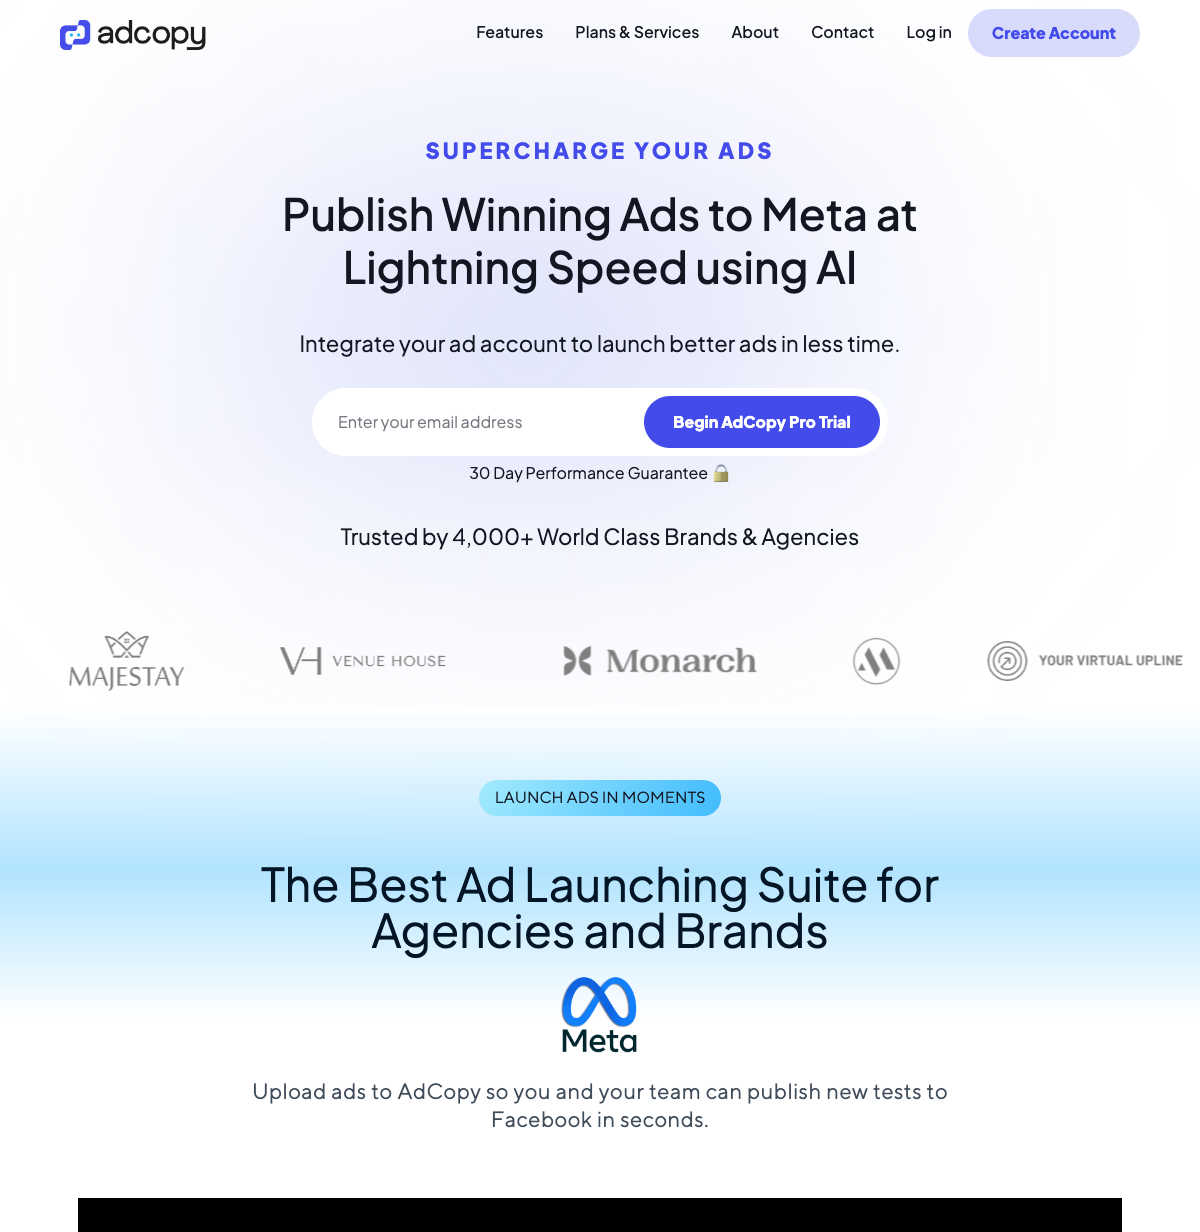 adcopy
Features
Plans & Services
About
Contact
Log in
Create Account
SUPERCHARGE YOUR ADS
Publish Winning Ads to Meta at
Lightning Speed using AI
Integrate your ad account to launch better ads in less time.
Enter your email address
Begin AdCopy Pro Trial
30 Day Performance Guarantee 🔒
Trusted by 4,000+ World Class Brands & Agencies
MAJESTAY
VH VENUE HOUSE
Monarch
YOUR VIRTUAL UPLINE
LAUNCH ADS IN MOMENTS
The Best Ad Launching Suite for
Agencies and Brands
Meta
Upload ads to AdCopy so you and your team can publish new tests to
Facebook in seconds.